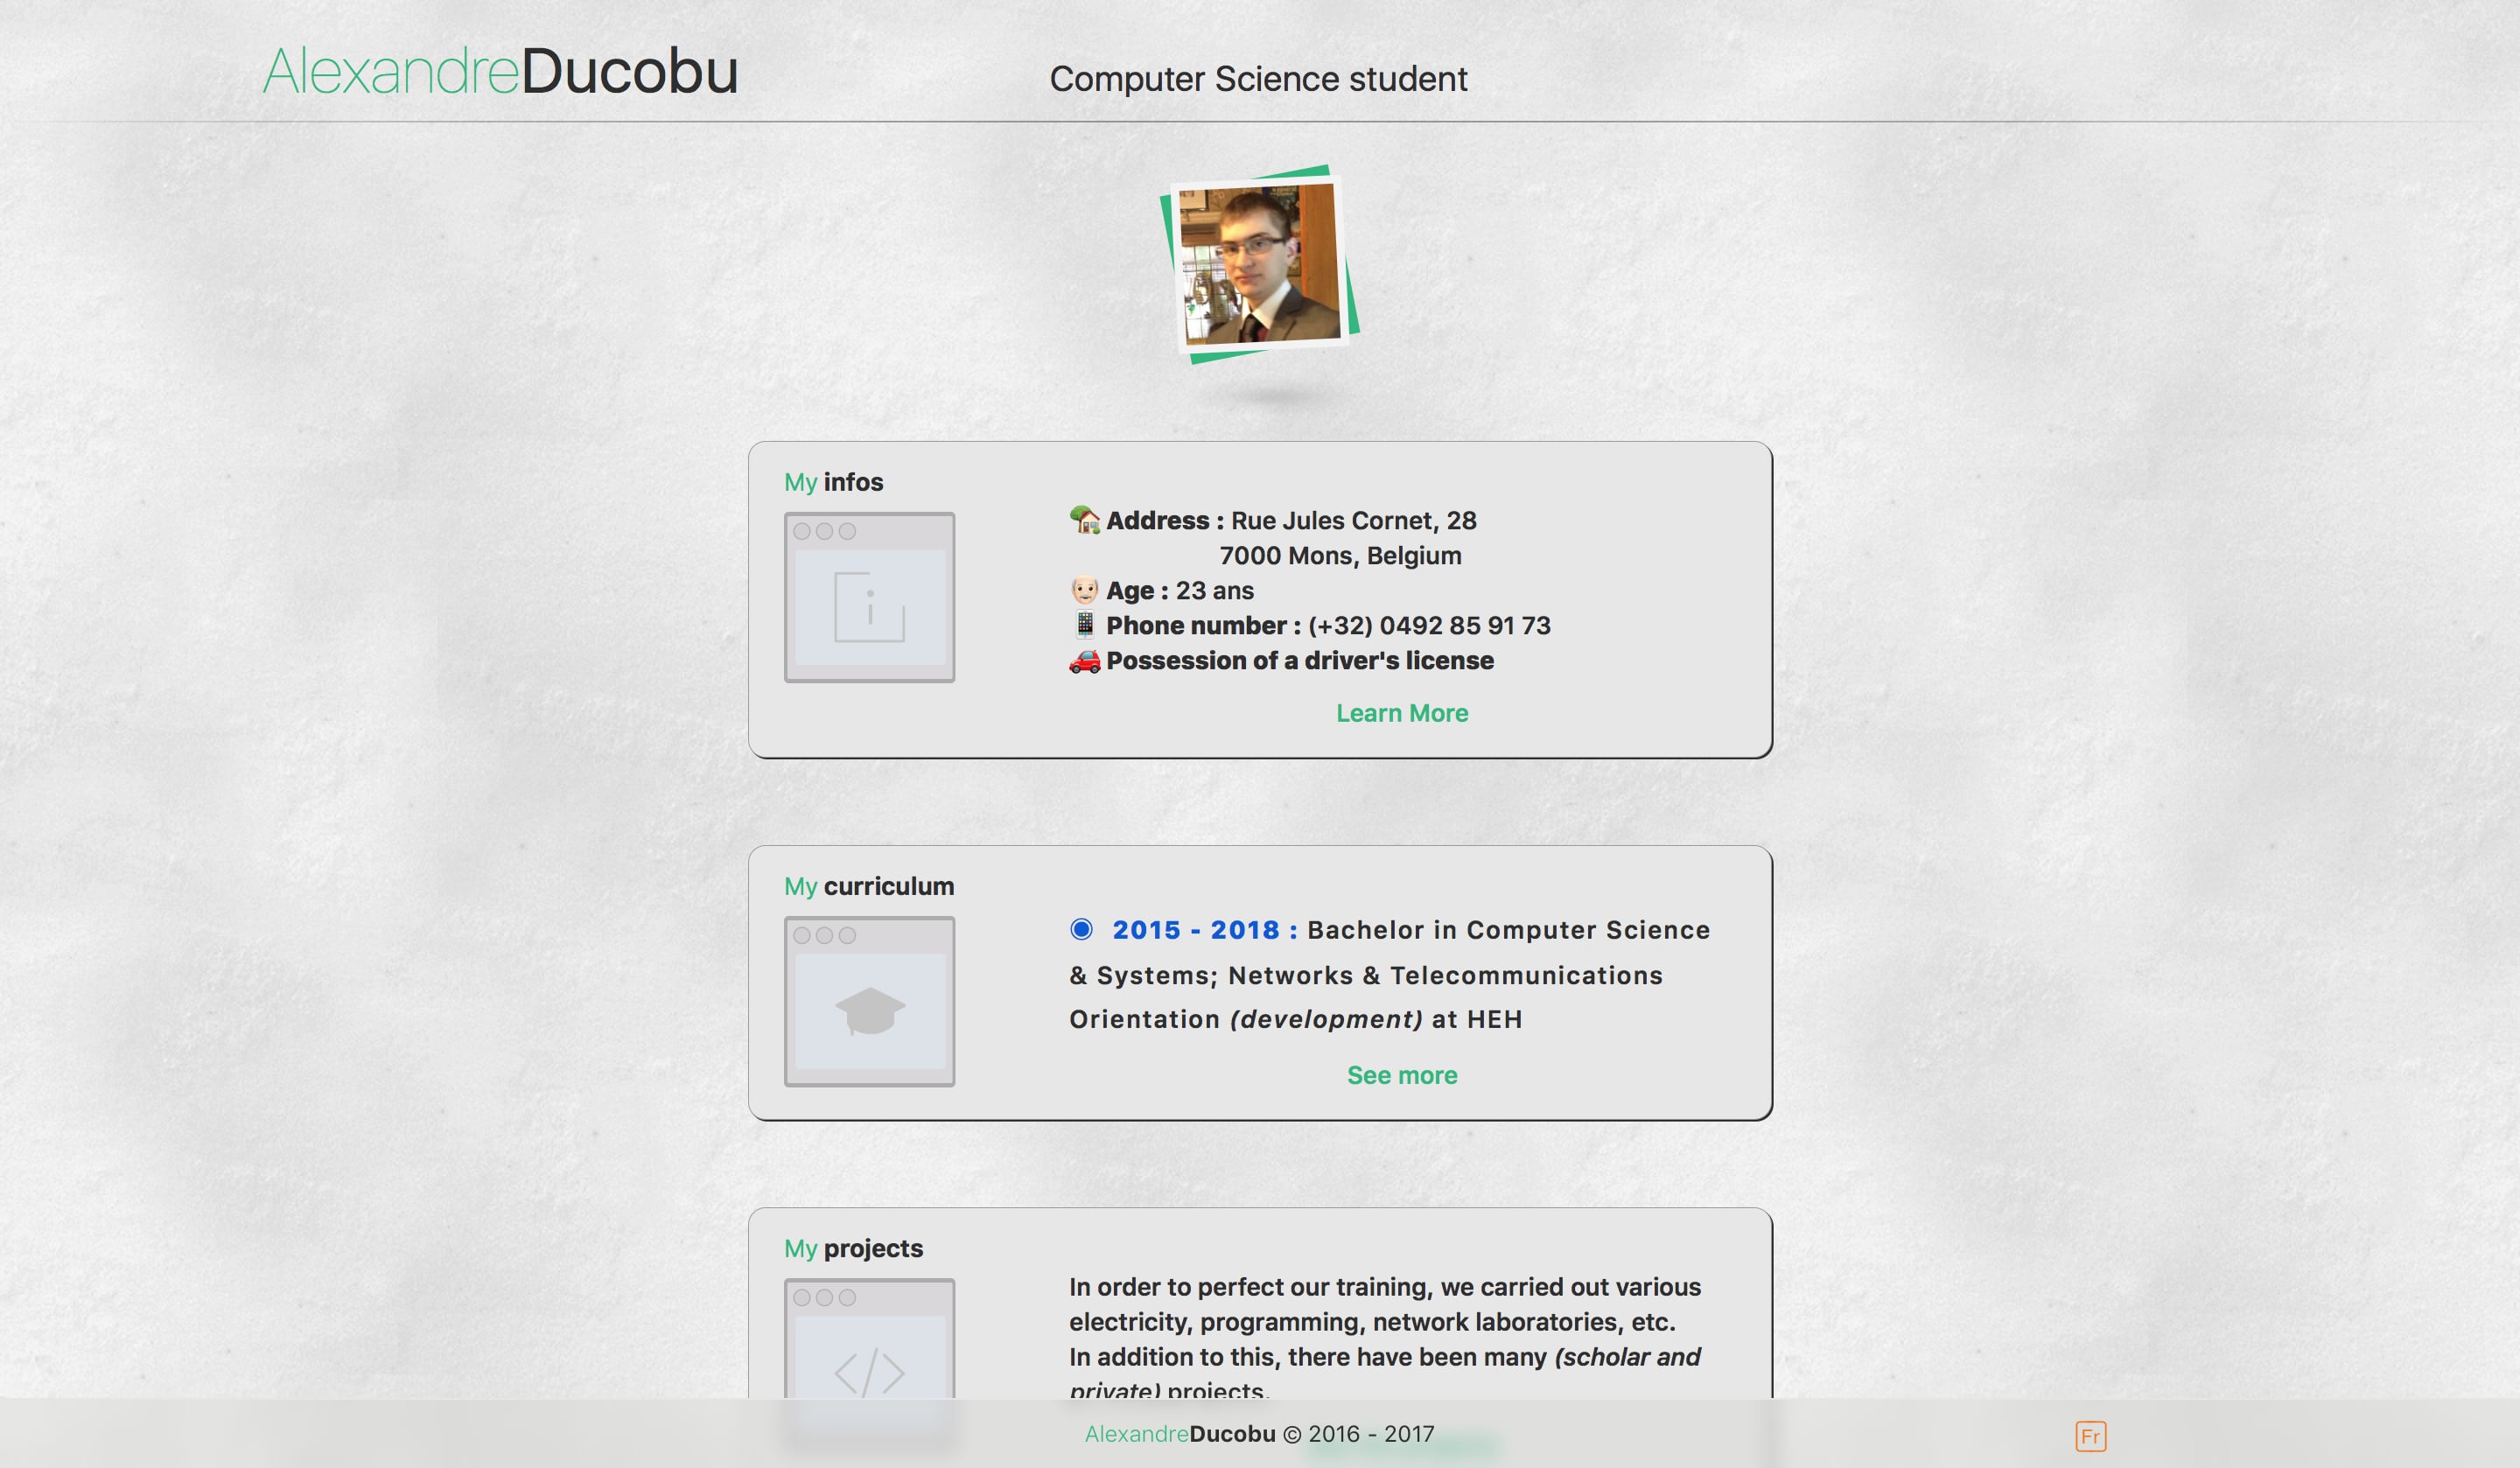 AlexandreDucobu
Computer Science student
My infos
Address : Rue Jules Cornet, 28
7000 Mons, Belgium
Age : 23 ans
Phone number : (+32) 0492 85 91 73
Possession of a driver's license
Learn More
My curriculum
2015 - 2018 : Bachelor in Computer Science
& Systems; Networks & Telecommunications
Orientation (development) at HEH
See more
My projects
In order to perfect our training, we carried out various
electricity, programming, network laboratories, etc.
In addition to this, there have been many (scholar and
private) projects.
AlexandreDucobu © 2016 - 2017
Fr